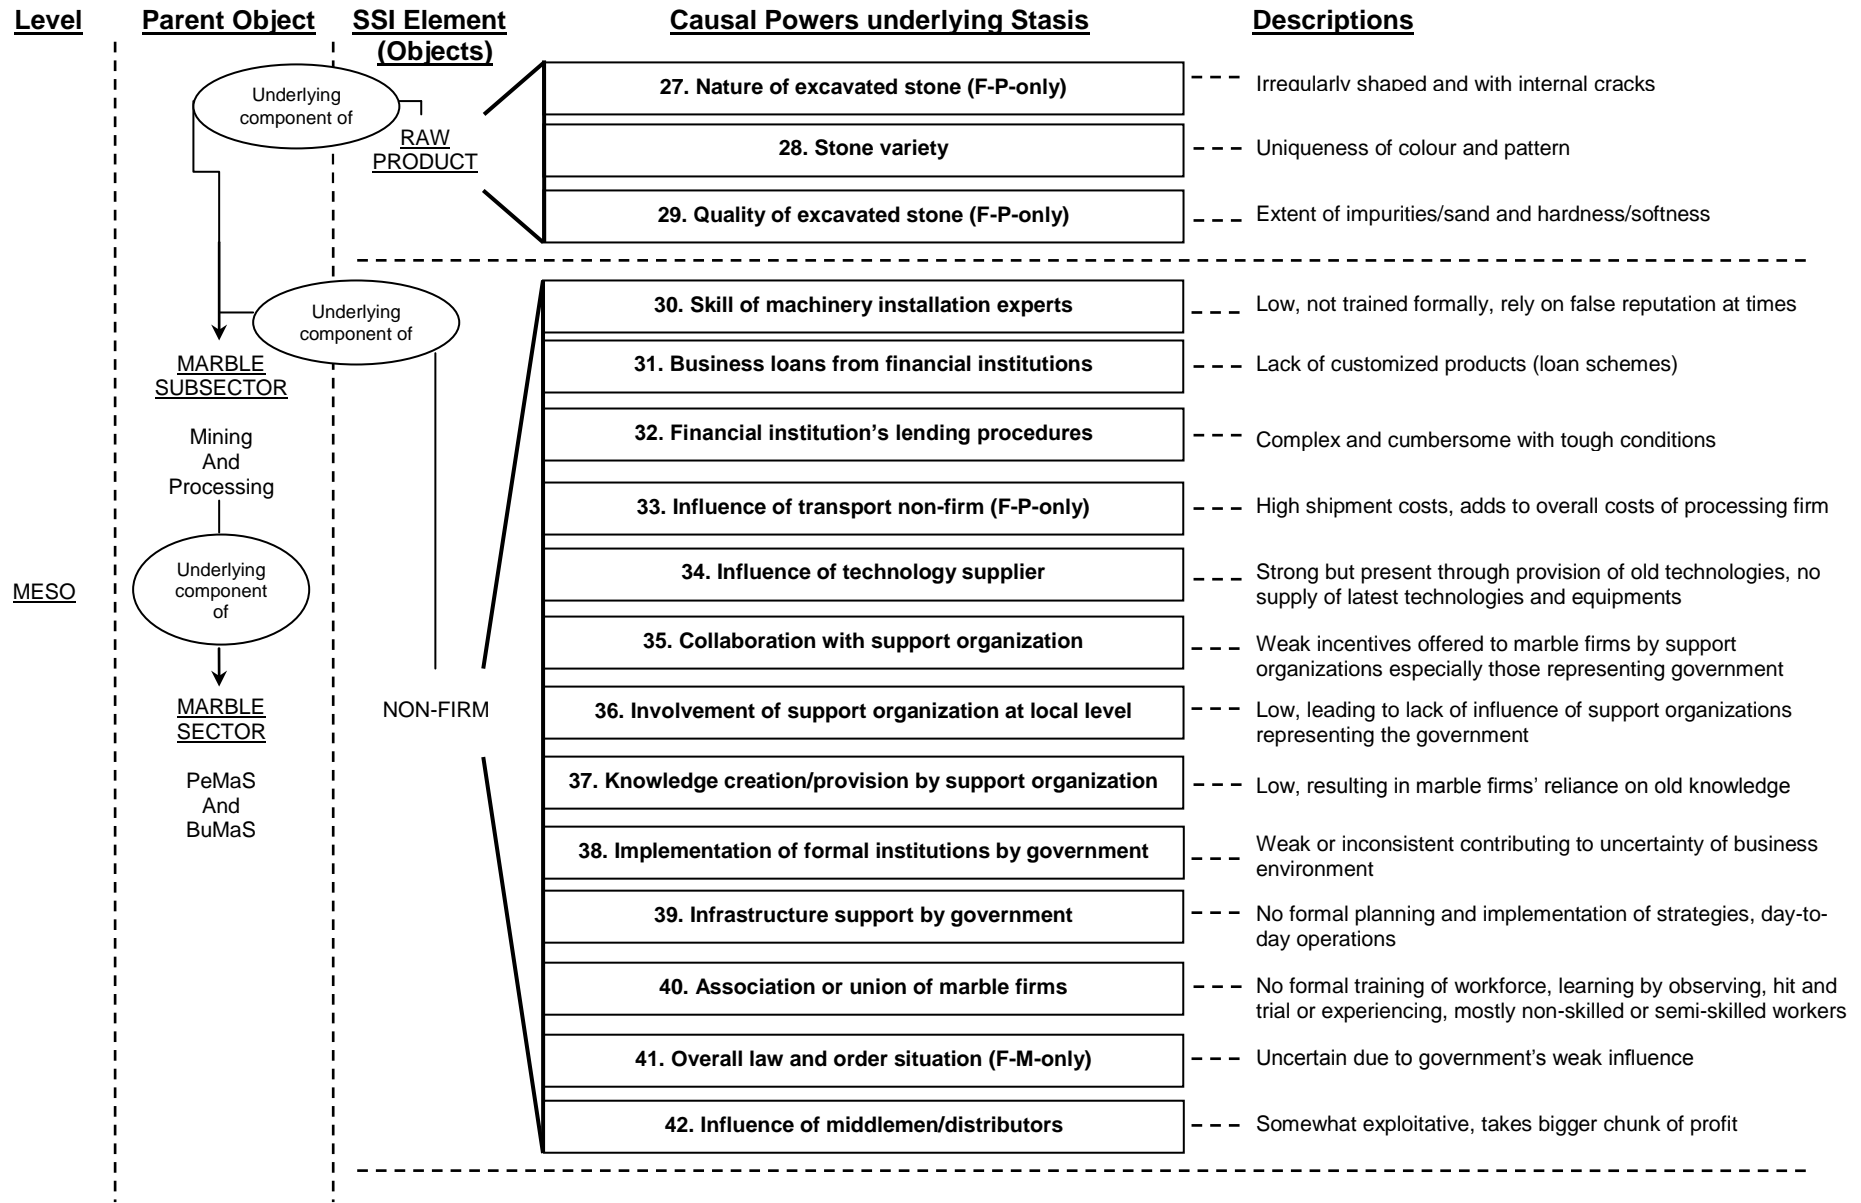 Level
Parent Object
SSI Element
(Objects)
Causal Powers underlying Stasis
Descriptions
Underlying
component of
RAW
PRODUCT
27. Nature of excavated stone (F-P-only)
Irregularly shaped and with internal cracks
28. Stone variety
Uniqueness of colour and pattern
29. Quality of excavated stone (F-P-only)
Extent of impurities/sand and hardness/softness
Underlying
component of
MARBLE
SUBSECTOR
Mining
And
Processing
Underlying
component
of
MESO
MARBLE
SECTOR
PeMaS
And
BuMaS
NON-FIRM
30. Skill of machinery installation experts
Low, not trained formally, rely on false reputation at times
31. Business loans from financial institutions
Lack of customized products (loan schemes)
32. Financial institution's lending procedures
Complex and cumbersome with tough conditions
33. Influence of transport non-firm (F-P-only)
High shipment costs, adds to overall costs of processing firm
34. Influence of technology supplier
Strong but present through provision of old technologies, no
supply of latest technologies and equipments
35. Collaboration with support organization
Weak incentives offered to marble firms by support
organizations especially those representing government
36. Involvement of support organization at local level
Low, leading to lack of influence of support organizations
representing the government
37. Knowledge creation/provision by support organization
Low, resulting in marble firms' reliance on old knowledge
38. Implementation of formal institutions by government
Weak or inconsistent contributing to uncertainty of business
environment
39. Infrastructure support by government
No formal planning and implementation of strategies, day-to-
day operations
40. Association or union of marble firms
No formal training of workforce, learning by observing, hit and
trial or experiencing, mostly non-skilled or semi-skilled workers
41. Overall law and order situation (F-M-only)
Uncertain due to government's weak influence
42. Influence of middlemen/distributors
Somewhat exploitative, takes bigger chunk of profit